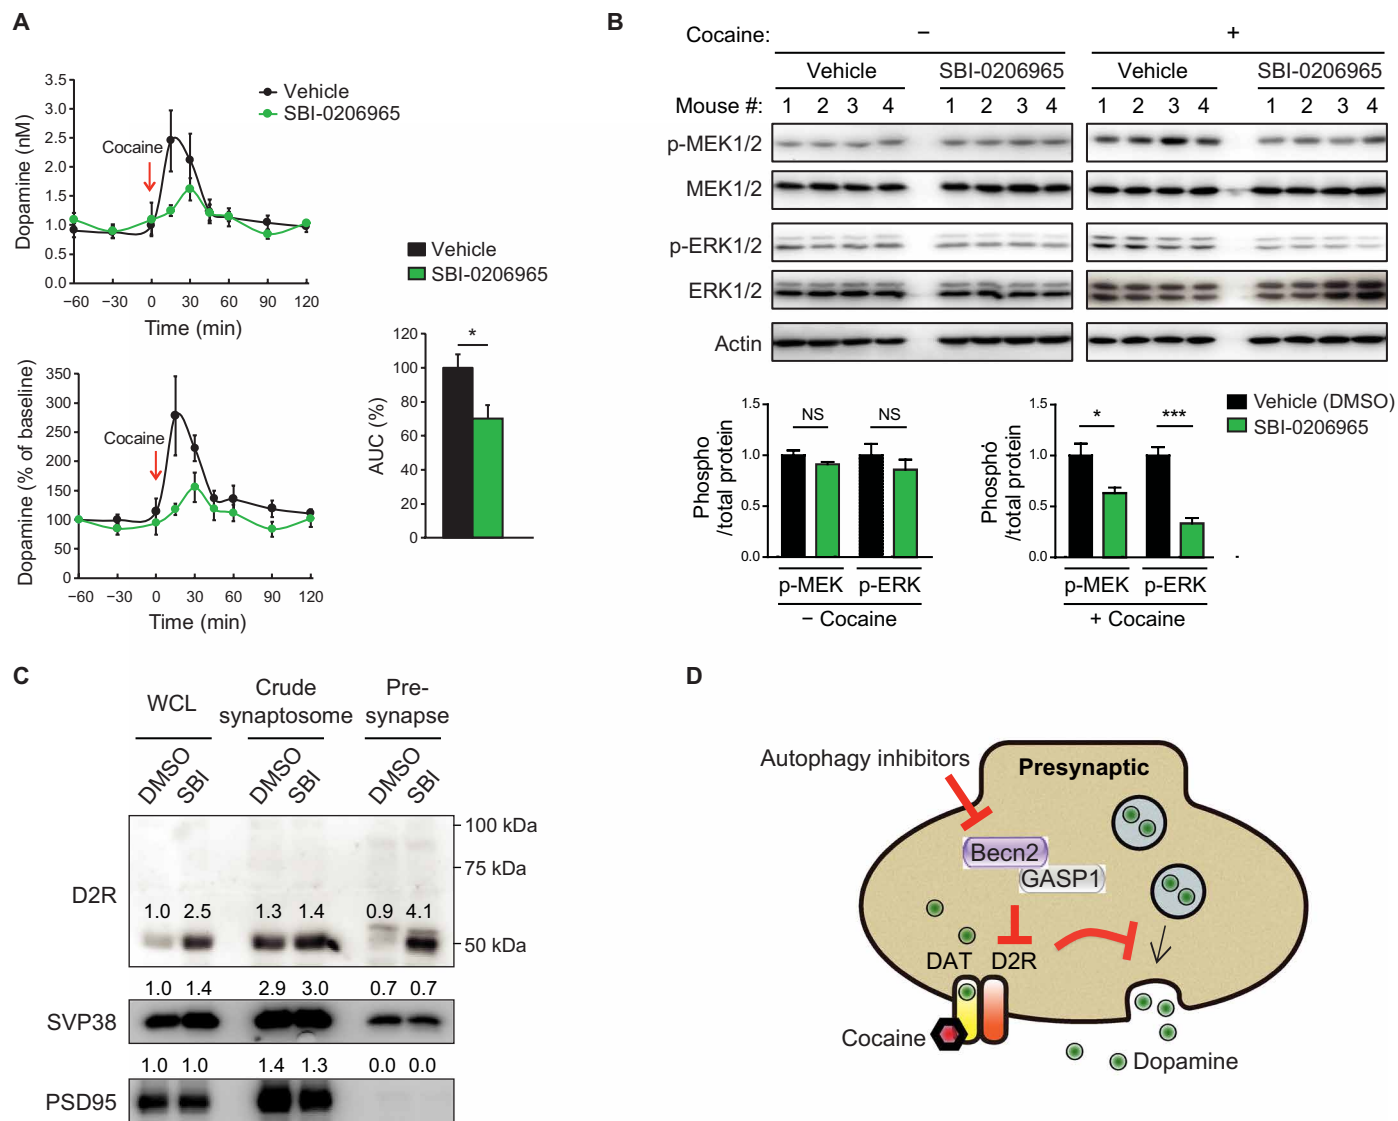 A
3.5
3.0
2.5
2.0
1.5
1.0
0.5
0.0
Dopamine (nM)
Vehicle
SBI-0206965
Cocaine
−60 −30 0 30 60 90 120
Time (min)
350
300
250
200
150
100
50
0
Dopamine (% of baseline)
Cocaine
−60 −30 0 30 60 90 120
Time (min)
Vehicle
SBI-0206965
120
100
80
60
40
20
0
AUC (%)
*
B
Cocaine: − +
Vehicle SBI-0206965 Vehicle SBI-0206965
Mouse #: 1 2 3 4 1 2 3 4 1 2 3 4 1 2 3 4
p-MEK1/2
MEK1/2
p-ERK1/2
ERK1/2
Actin
1.5
1.0
0.5
0.0
Phospho
/total protein
NS NS
p-MEK p-ERK
− Cocaine
1.5
1.0
0.5
0.0
Phospho
/total protein
* ***
p-MEK p-ERK
+ Cocaine
Vehicle (DMSO)
SBI-0206965
C
WCL
Crude
synaptosome
Pre-
synapse
DMSO SBI DMSO SBI DMSO SBI
100 kDa
75 kDa
50 kDa
D2R
1.0 2.5 1.3 1.4 0.9 4.1
1.0 1.4 2.9 3.0 0.7 0.7
SVP38
1.0 1.0 1.4 1.3 0.0 0.0
PSD95
D
Autophagy inhibitors
Presynaptic
Becn2
GASP1
DAT D2R
Cocaine
Dopamine